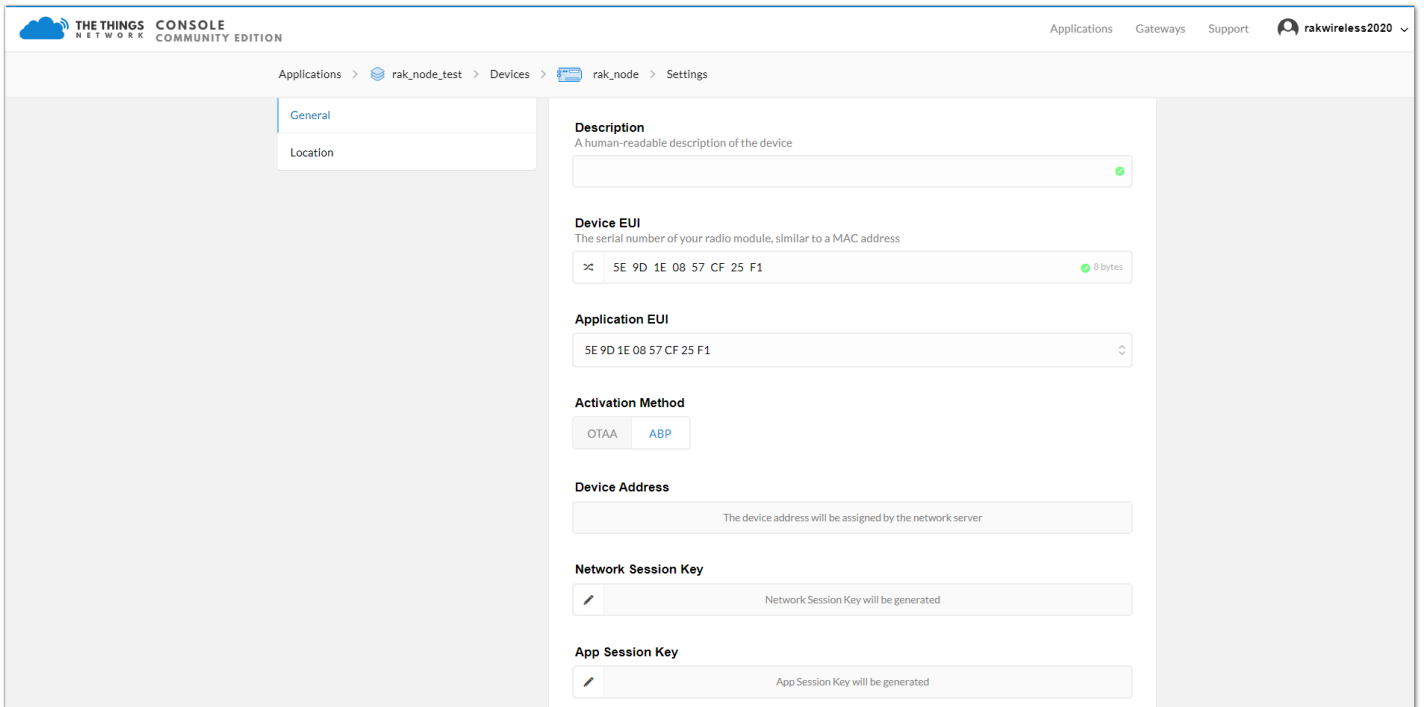 THE THINGS NETWORK CONSOLE COMMUNITY EDITION
Applications Gateways Support rakwireless2020
Applications > rak_node_test > Devices > rak_node > Settings
General
Location
Description
A human-readable description of the device
Device EUI
The serial number of your radio module, similar to a MAC address
5E 9D 1E 08 57 CF 25 F1 8 bytes
Application EUI
5E 9D 1E 08 57 CF 25 F1
Activation Method
OTAA ABP
Device Address
The device address will be assigned by the network server
Network Session Key
Network Session Key will be generated
App Session Key
App Session Key will be generated